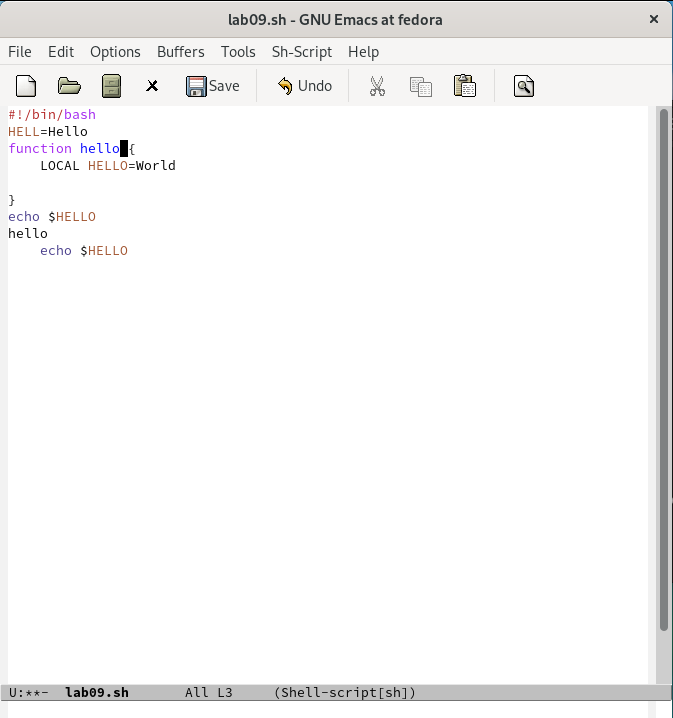 lab09.sh - GNU Emacs at fedora
File Edit Options Buffers Tools Sh-Script Help
Save Undo
#!/bin/bash
HELL=Hello
function hello {
    LOCAL HELLO=World

}
echo $HELLO
hello
    echo $HELLO
U:**-  lab09.sh       All L3     (Shell-script[sh])